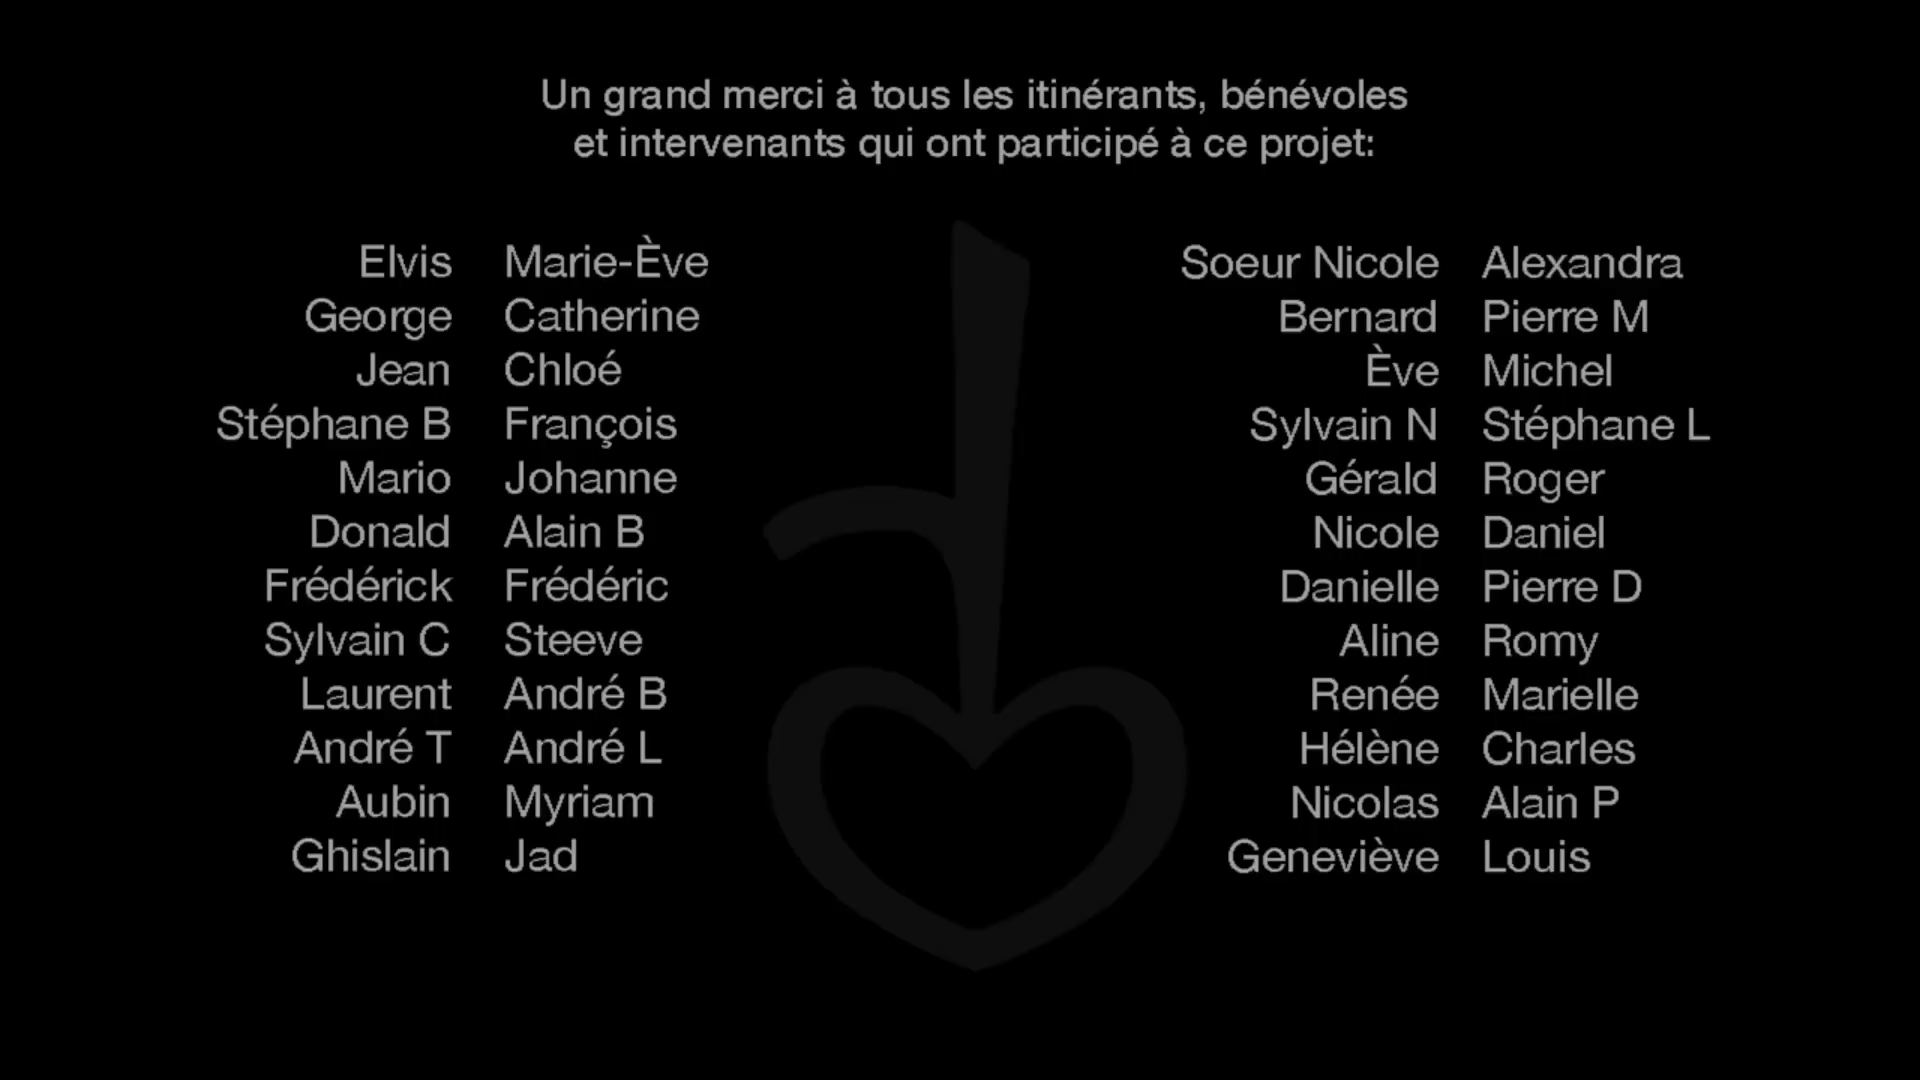 Un grand merci à tous les itinérants, bénévoles
et intervenants qui ont participé à ce projet:
Elvis Marie-Ève
George Catherine
Jean Chloé
Stéphane B François
Mario Johanne
Donald Alain B
Frédérick Frédéric
Sylvain C Steeve
Laurent André B
André T André L
Aubin Myriam
Ghislain Jad
Soeur Nicole Alexandra
Bernard Pierre M
Ève Michel
Sylvain N Stéphane L
Gérald Roger
Nicole Daniel
Danielle Pierre D
Aline Romy
Renée Marielle
Hélène Charles
Nicolas Alain P
Geneviève Louis